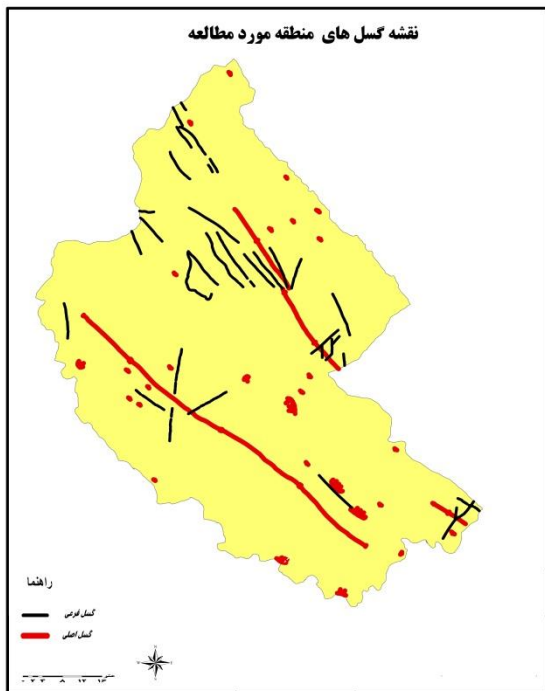 نقشه گسل های منطقه مورد مطالعه
راهنما
گسل فرعی
گسل اصلی